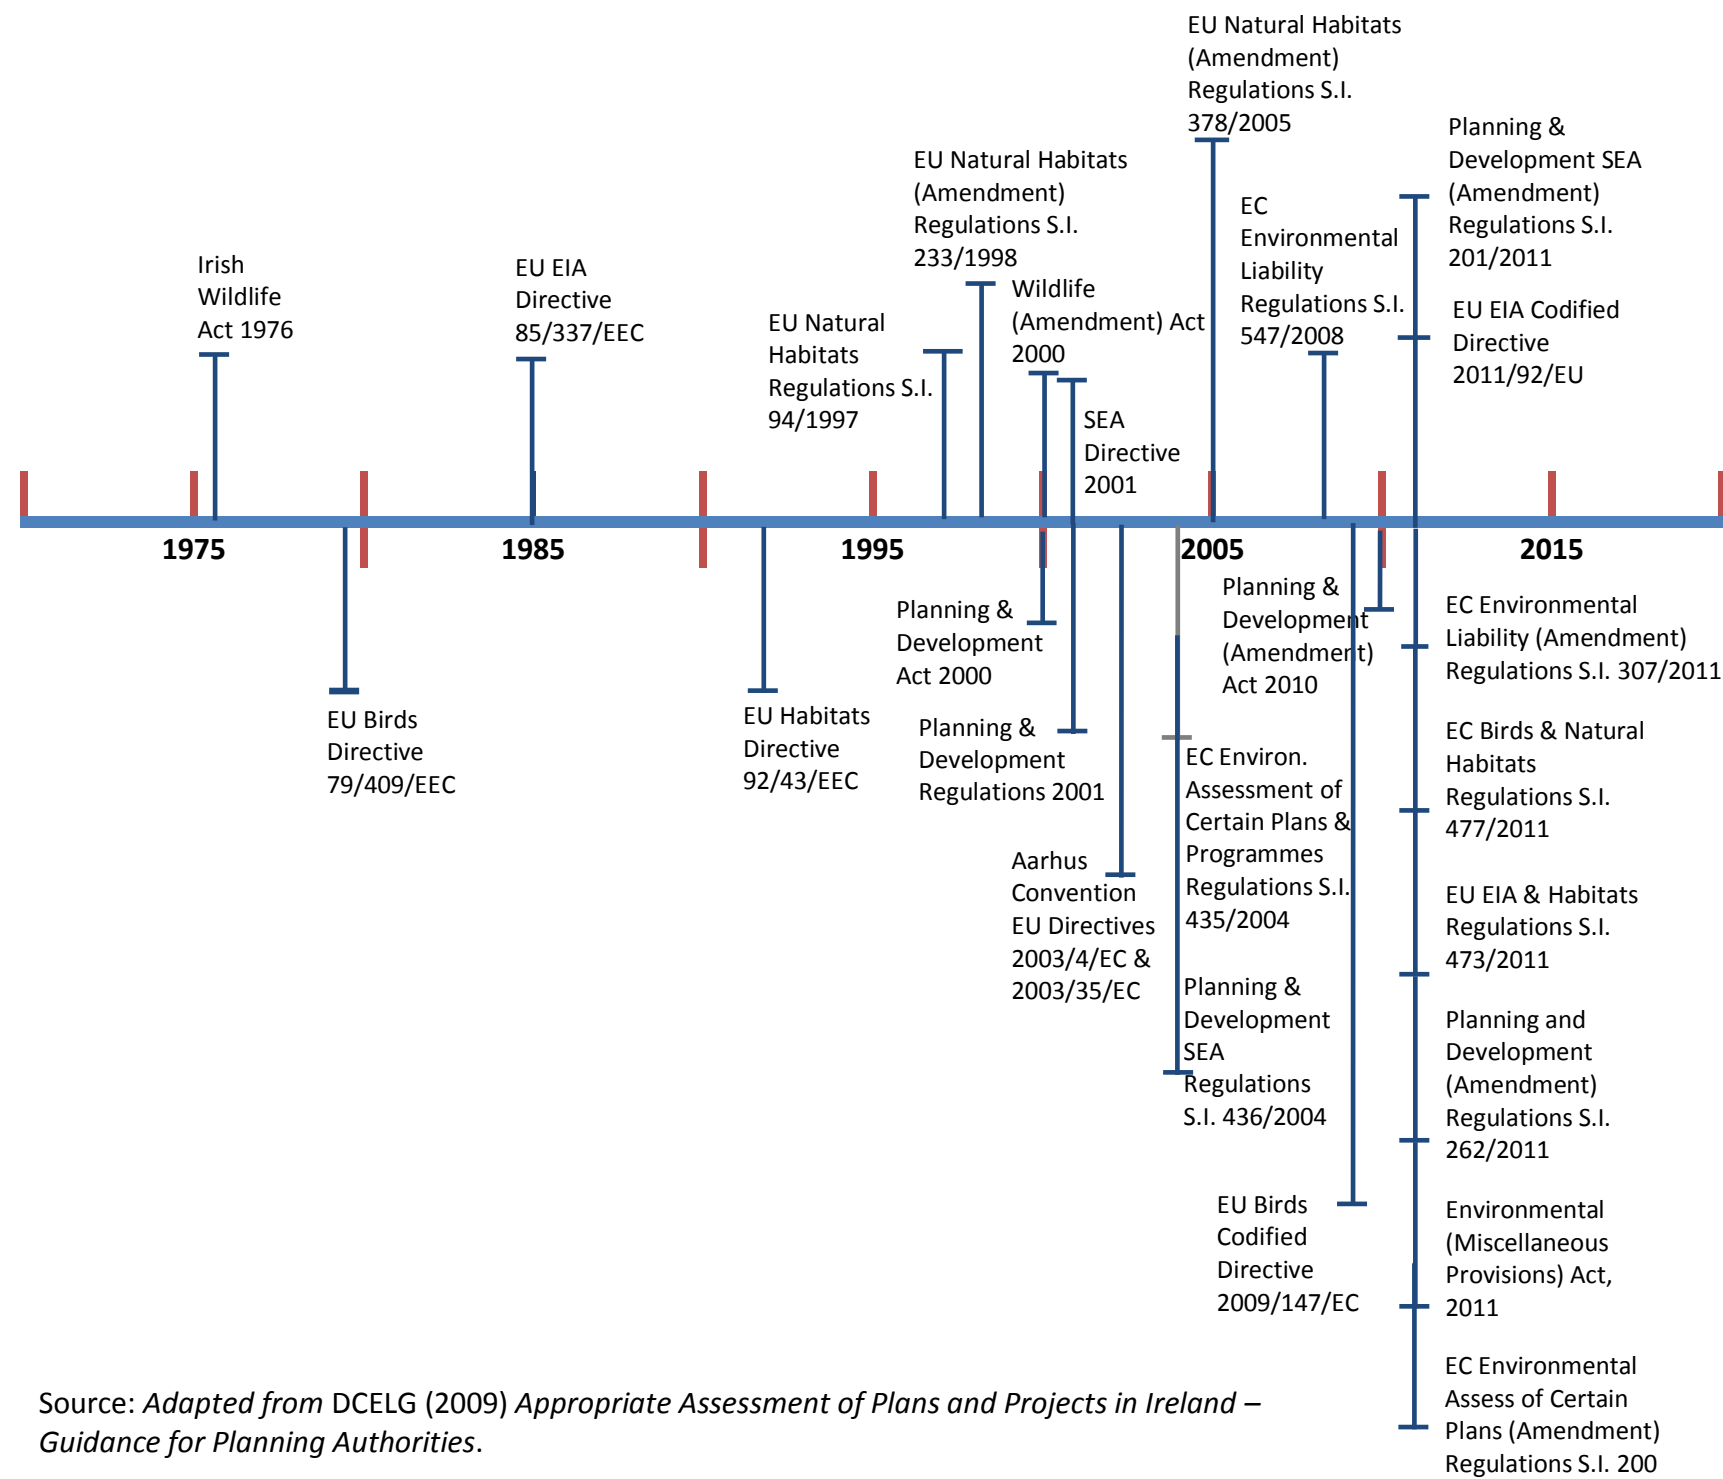 EU Natural Habitats
(Amendment)
Regulations S.I.
378/2005
Planning &
Development SEA
(Amendment)
Regulations S.I.
201/2011
EU Natural Habitats
(Amendment)
Regulations S.I.
233/1998
EC
Environmental
Liability
Regulations S.I.
547/2008
Irish
Wildlife
Act 1976
EU EIA
Directive
85/337/EEC
Wildlife
(Amendment) Act
2000
EU Natural
Habitats
Regulations S.I.
94/1997
EU EIA Codified
Directive
2011/92/EU
SEA
Directive
2001
1975
1985
1995
2005
2015
Planning &
Development
Act 2000
Planning &
Development
(Amendment)
Act 2010
EC Environmental
Liability (Amendment)
Regulations S.I. 307/2011
EU Birds
Directive
79/409/EEC
EU Habitats
Directive
92/43/EEC
Planning &
Development
Regulations 2001
EC Environ.
Assessment of
Certain Plans &
Programmes
Regulations S.I.
435/2004
EC Birds & Natural
Habitats
Regulations S.I.
477/2011
Aarhus
Convention
EU Directives
2003/4/EC &
2003/35/EC
EU EIA & Habitats
Regulations S.I.
473/2011
Planning &
Development
SEA
Regulations
S.I. 436/2004
Planning and
Development
(Amendment)
Regulations S.I.
262/2011
EU Birds
Codified
Directive
2009/147/EC
Environmental
(Miscellaneous
Provisions) Act,
2011
EC Environmental
Assess of Certain
Plans (Amendment)
Regulations S.I. 200
Source: Adapted from DCELG (2009) Appropriate Assessment of Plans and Projects in Ireland –
Guidance for Planning Authorities.